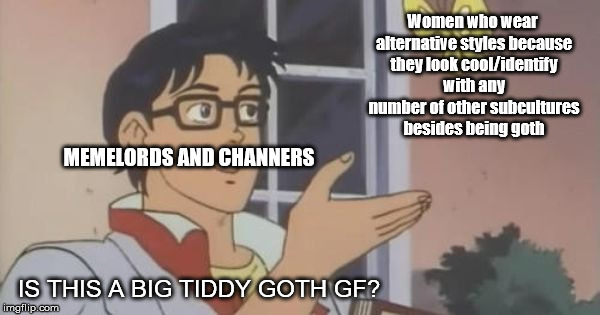 Women who wear
alternative styles because
they look cool/identify
with any
number of other subcultures
besides being goth
MEMELORDS AND CHANNERS
IS THIS A BIG TIDDY GOTH GF?
imgflip.com